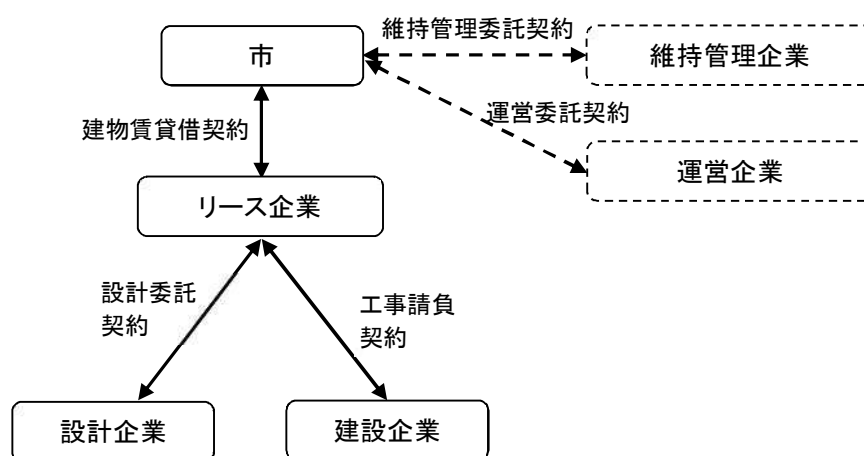 維持管理委託契約
市
維持管理企業
運営委託契約
建物賃貸借契約
運営企業
リース企業
設計委託
契約
工事請負
契約
設計企業
建設企業